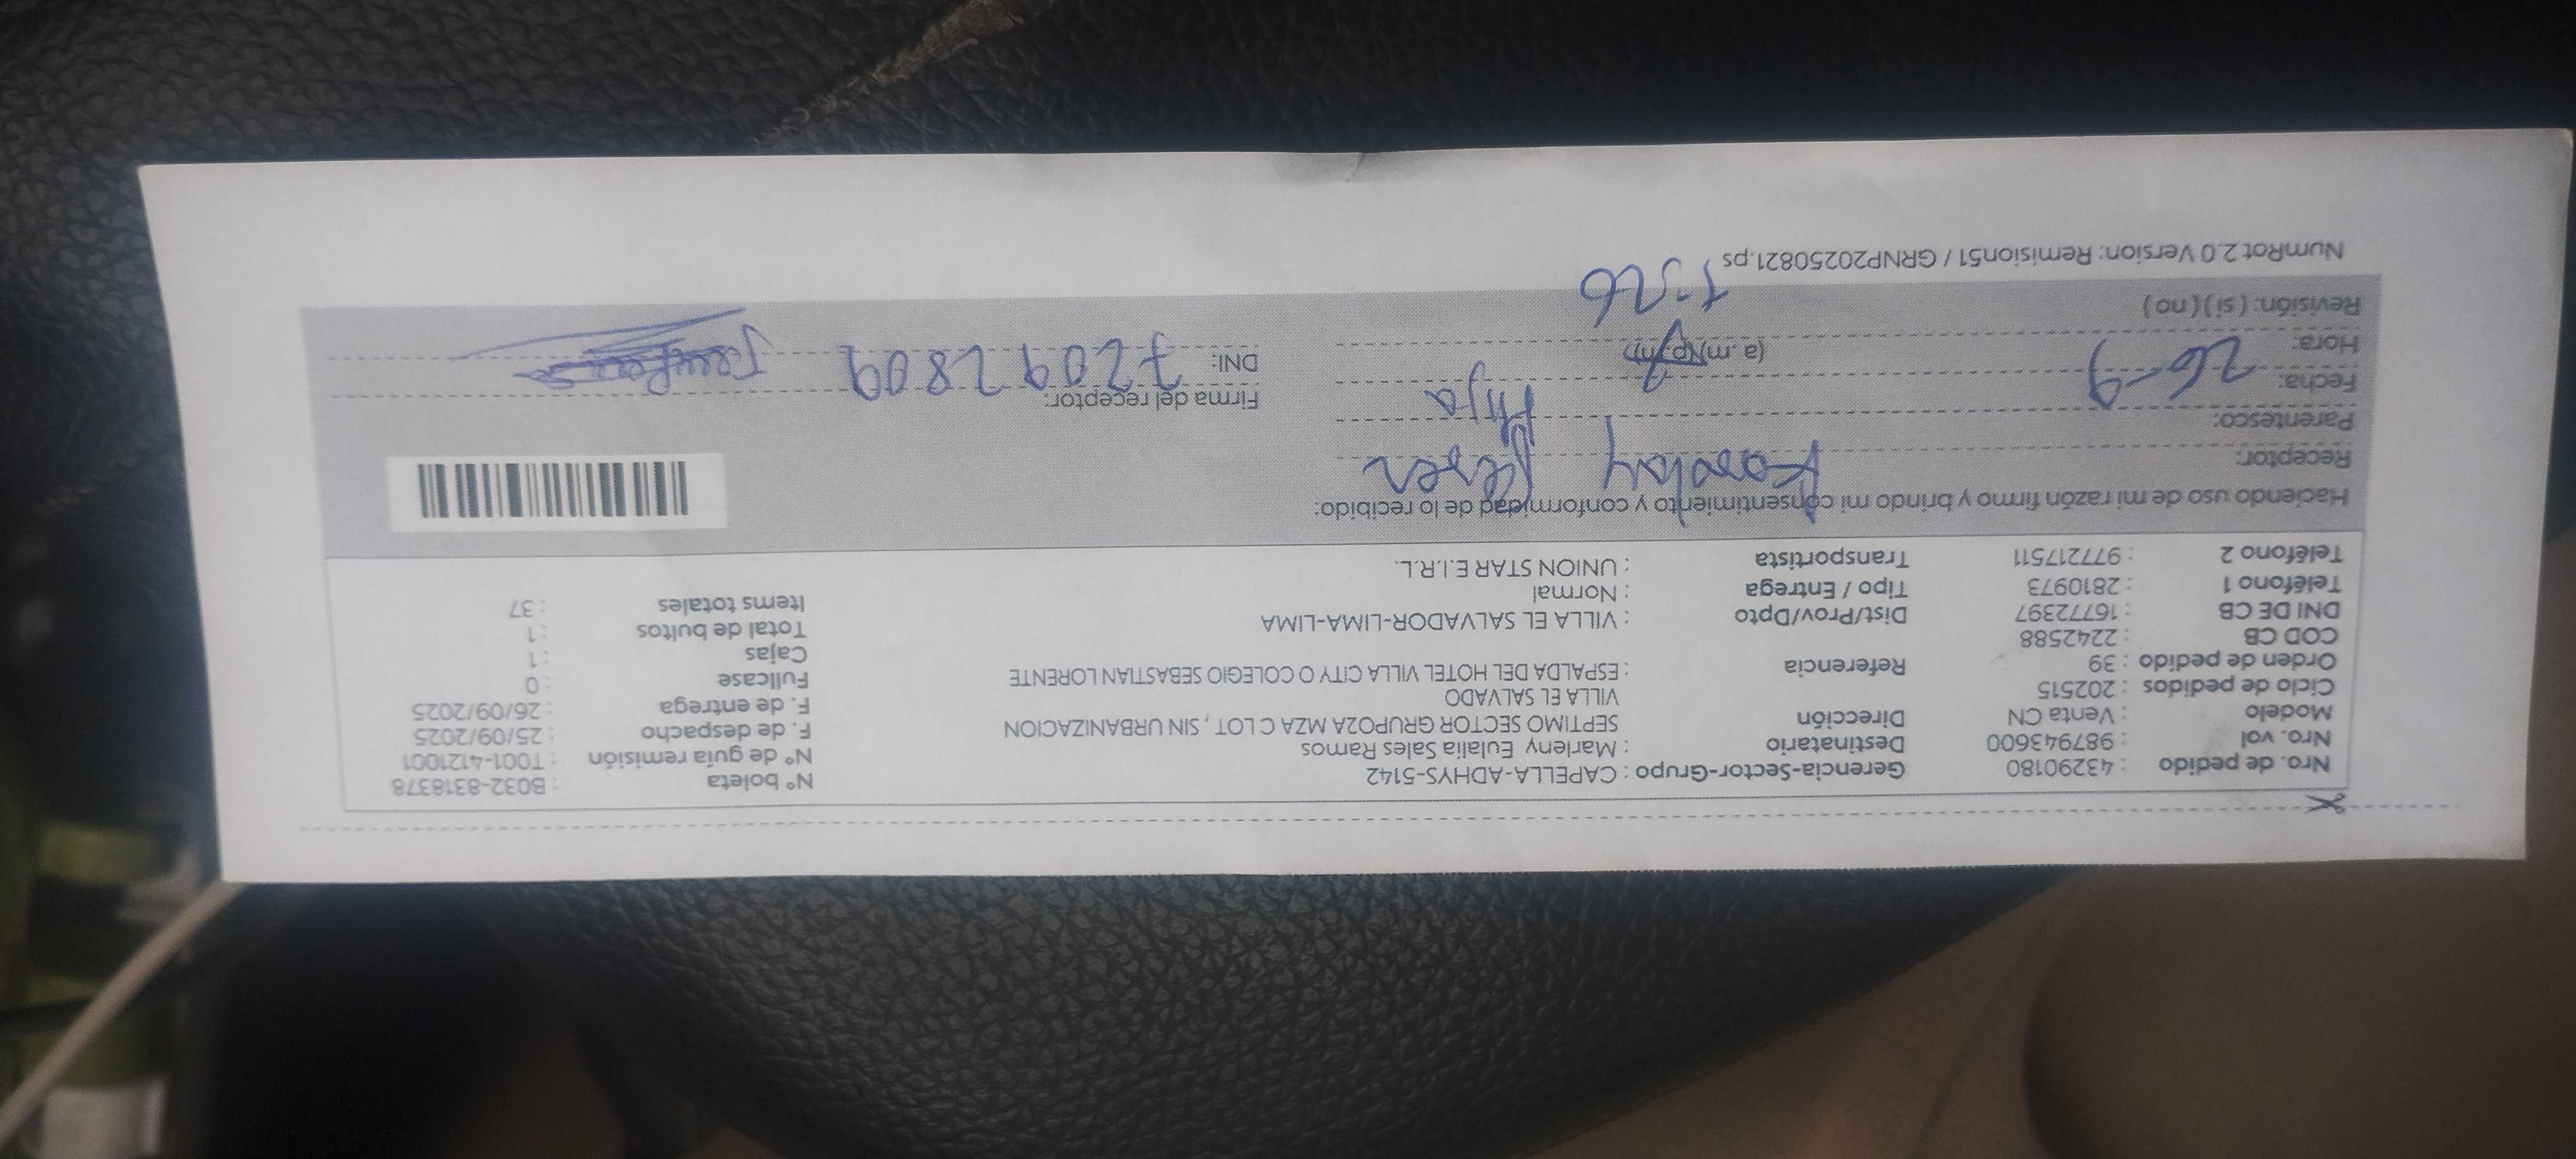 Nro. de pedido : 43290180 Gerencia-Sector-Grupo : CAPELLA-ADHYS-5142 N° boleta : B032-8318378
Nro. vol : 987943600 Destinatario : Marleny Eulalia Sales Ramos N° de guía remisión : T001-4121001
Modelo : Venta CN Dirección SEPTIMO SECTOR GRUPO2A MZA C LOT , SIN URBANIZACION F. de despacho : 25/09/2025
Ciclo de pedidos : 202515 VILLA EL SALVADO F. de entrega : 26/09/2025
Orden de pedido : 39 Referencia : ESPALDA DEL HOTEL VILLA CITY O COLEGIO SEBASTIAN LORENTE Fullcase : 0
COD CB : 2242588 Cajas : 1
DNI DE CB : 16772397 Dist/Prov/Dpto : VILLA EL SALVADOR-LIMA-LIMA Total de bultos : 1
Teléfono 1 : 2810973 Tipo / Entrega : Normal Items totales : 37
Teléfono 2 : 977217511 Transportista : UNION STAR E.I.R.L.
Haciendo uso de mi razón firmo y brindo mi consentimiento y conformidad de lo recibido:
Receptor:
Parentesco: Hija Firma del receptor:
Fecha: 26-9
Hora: (a.m) (p.m) DNI: 72092809
Revisión: ( si ) ( no ) 1:26
NumRot 2.0 Version: Remision51 / GRNP20250821.ps